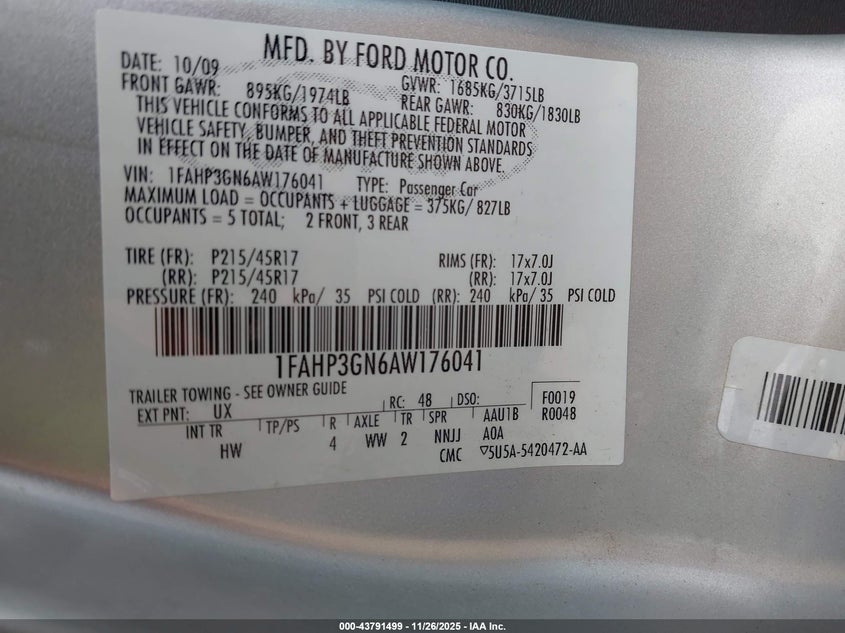 MFD. BY FORD MOTOR CO.
DATE: 10/09 GVWR: 1685KG/3715LB
FRONT GAWR: 895KG/1974LB REAR GAWR: 830KG/1830LB
THIS VEHICLE CONFORMS TO ALL APPLICABLE FEDERAL MOTOR
VEHICLE SAFETY, BUMPER, AND THEFT PREVENTION STANDARDS
IN EFFECT ON THE DATE OF MANUFACTURE SHOWN ABOVE.
VIN: 1FAHP3GN6AW176041 TYPE: Passenger Car
MAXIMUM LOAD = OCCUPANTS + LUGGAGE = 375KG/ 827LB
OCCUPANTS = 5 TOTAL; 2 FRONT, 3 REAR
TIRE (FR): P215/45R17 RIMS (FR): 17x7.0J
(RR): P215/45R17 (RR): 17x7.0J
PRESSURE (FR): 240 kPa/ 35 PSI COLD (RR): 240 kPa/ 35 PSI COLD
1FAHP3GN6AW176041
TRAILER TOWING - SEE OWNER GUIDE
EXT PNT: UX RC: 48 DSO: F0019
R0048
INT TR TP/PS R AXLE TR SPR AAU1B
HW 4 WW 2 NNJJ A0A
CMC 5U5A-5420472-AA
000-43791499 - 11/26/2025 - IAA Inc.